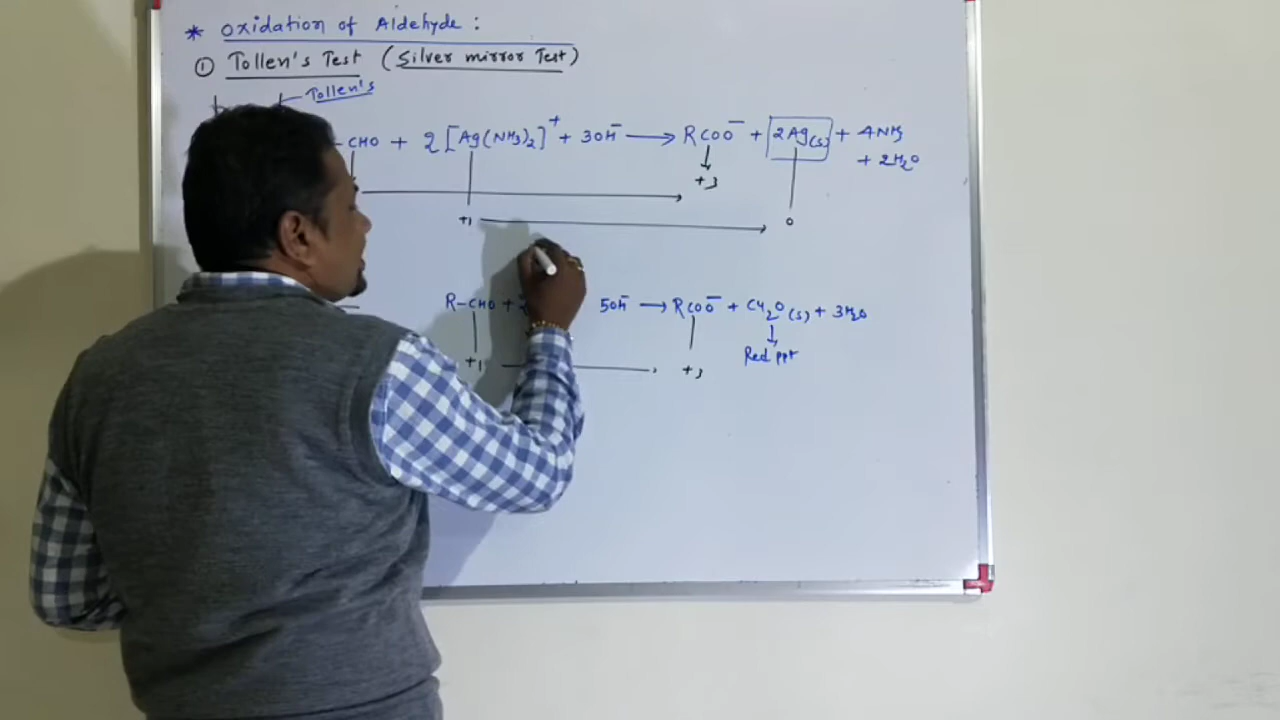 * Oxidation of Aldehyde :
① Tollen's Test (Silver mirror Test)
Tollen's
-CHO + 2[Ag(NH3)2]+ + 3OH- → RCOO- + 2Ag(s) + 4NH3
+ 2H2O
+3
+1 0
R-CHO + 5OH- → RCOO- + Cu2O(s) + 3H2O
Red ppt
+1 +3